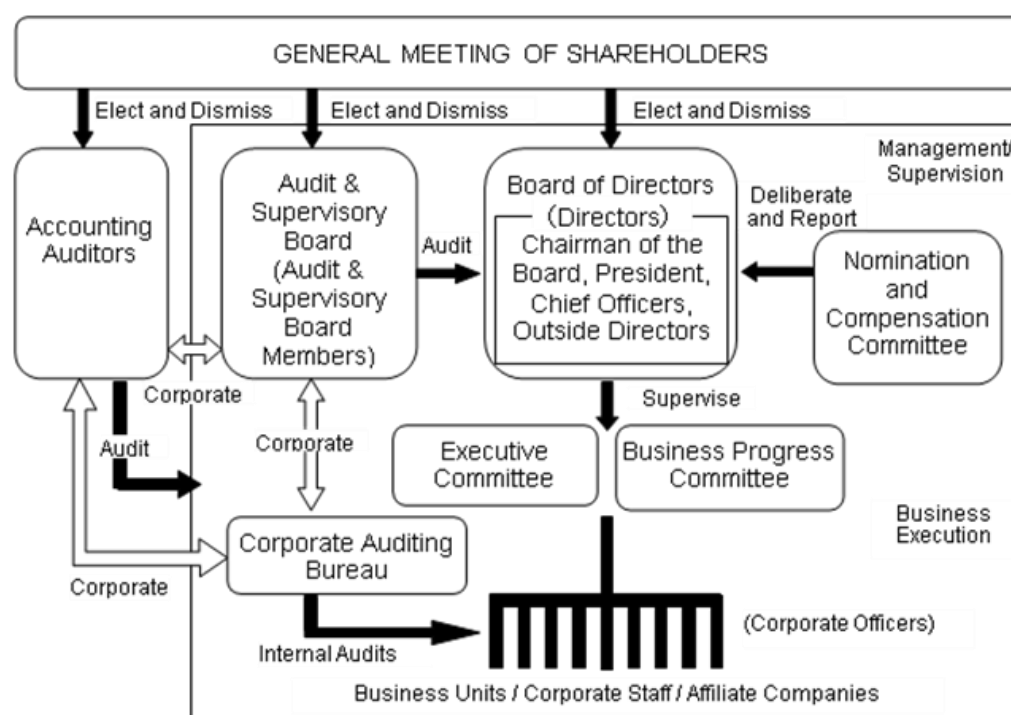 GENERAL MEETING OF SHAREHOLDERS
Elect and Dismiss
Elect and Dismiss
Elect and Dismiss
Management/
Supervision
Accounting
Auditors
Audit &
Supervisory
Board
(Audit &
Supervisory
Board
Members)
Audit
Board of Directors
(Directors)
Chairman of the
Board, President,
Chief Officers,
Outside Directors
Deliberate
and Report
Nomination
and
Compensation
Committee
Corporate
Audit
Corporate
Supervise
Executive
Committee
Business Progress
Committee
Business
Execution
Corporate Auditing
Bureau
Corporate
Internal Audits
(Corporate Officers)
Business Units / Corporate Staff / Affiliate Companies